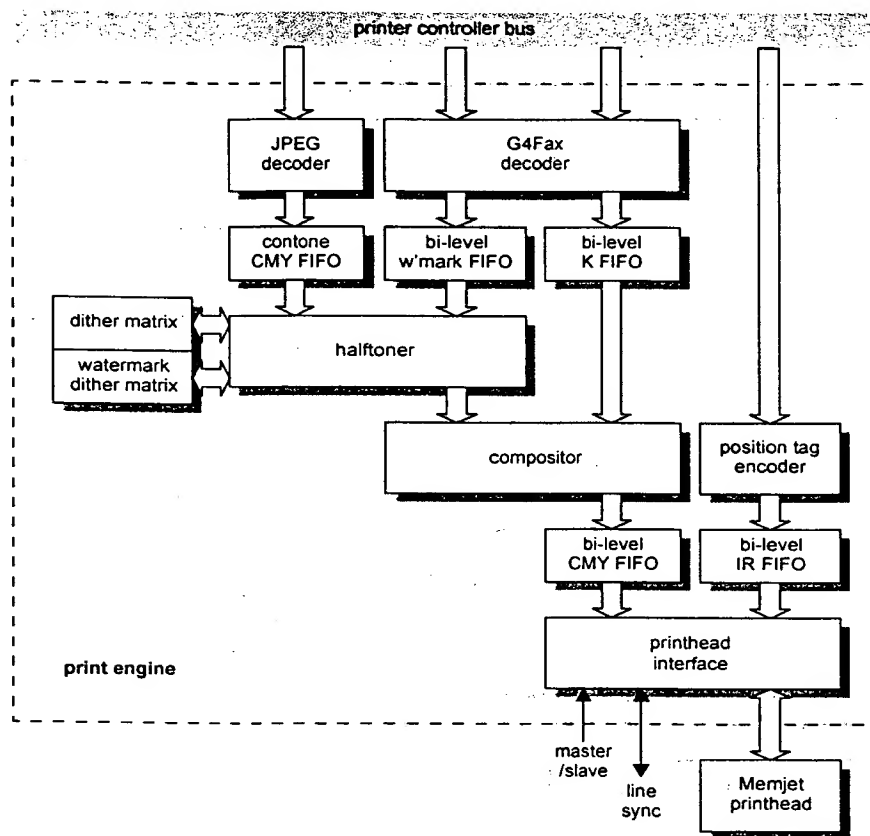 printer controller bus
JPEG
decoder
G4Fax
decoder
contone
CMY FIFO
bi-level
w'mark FIFO
bi-level
K FIFO
dither matrix
watermark
dither matrix
halftoner
compositor
position tag
encoder
bi-level
CMY FIFO
bi-level
IR FIFO
printhead
interface
print engine
master
/slave
line
sync
Memjet
printhead